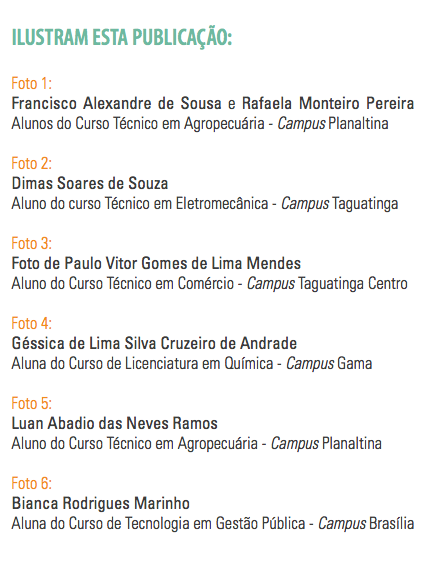 ILUSTRAM ESTA PUBLICAÇÃO:
Foto 1:
Francisco Alexandre de Sousa e Rafaela Monteiro Pereira
Alunos do Curso Técnico em Agropecuária - Campus Planaltina
Foto 2:
Dimas Soares de Souza
Aluno do curso Técnico em Eletromecânica - Campus Taguatinga
Foto 3:
Foto de Paulo Vitor Gomes de Lima Mendes
Aluno do Curso Técnico em Comércio - Campus Taguatinga Centro
Foto 4:
Géssica de Lima Silva Cruzeiro de Andrade
Aluna do Curso de Licenciatura em Química - Campus Gama
Foto 5:
Luan Abadio das Neves Ramos
Aluno do Curso Técnico em Agropecuária - Campus Planaltina
Foto 6:
Bianca Rodrigues Marinho
Aluna do Curso de Tecnologia em Gestão Pública - Campus Brasília